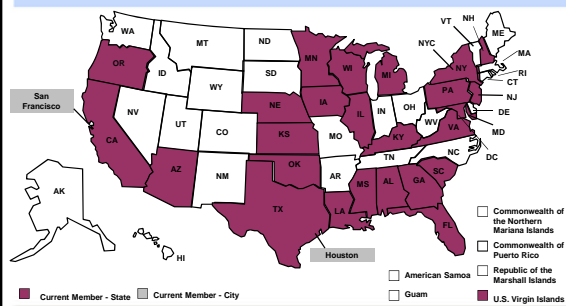 WA
MT
ND
MN
VT
NH
ME
NYC
MA
OR
ID
SD
WI
MI
NY
RI
CT
WY
San
Francisco
NE
IA
PA
NJ
NV
UT
CO
IL
IN
OH
WV
VA
DE
MD
CA
KS
MO
KY
DC
AZ
NM
OK
AR
TN
NC
SC
AK
TX
MS
AL
GA
LA
FL
HI
Houston
Commonwealth of
the Northern
Mariana Islands
Commonwealth of
Puerto Rico
American Samoa
Republic of the
Marshall Islands
Guam
U.S. Virgin Islands
Current Member - State
Current Member - City